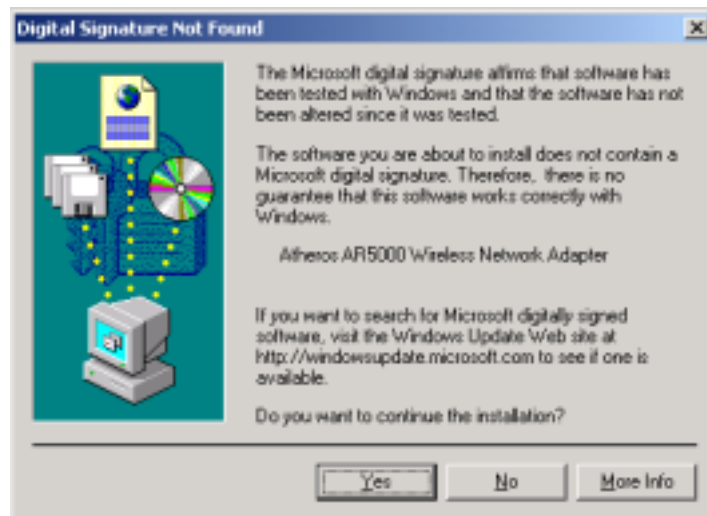 Digital Signature Not Found
The Microsoft digital signature affirms that software has
been tested with Windows and that the software has not
been altered since it was tested.
The software you are about to install does not contain a
Microsoft digital signature. Therefore, there is no
guarantee that this software works correctly with
Windows.
Atheros AR5000 Wireless Network Adapter
If you want to search for Microsoft digitally signed
software, visit the Windows Update Web site at
http://windowsupdate.microsoft.com to see if one is
available.
Do you want to continue the installation?
Yes No More Info